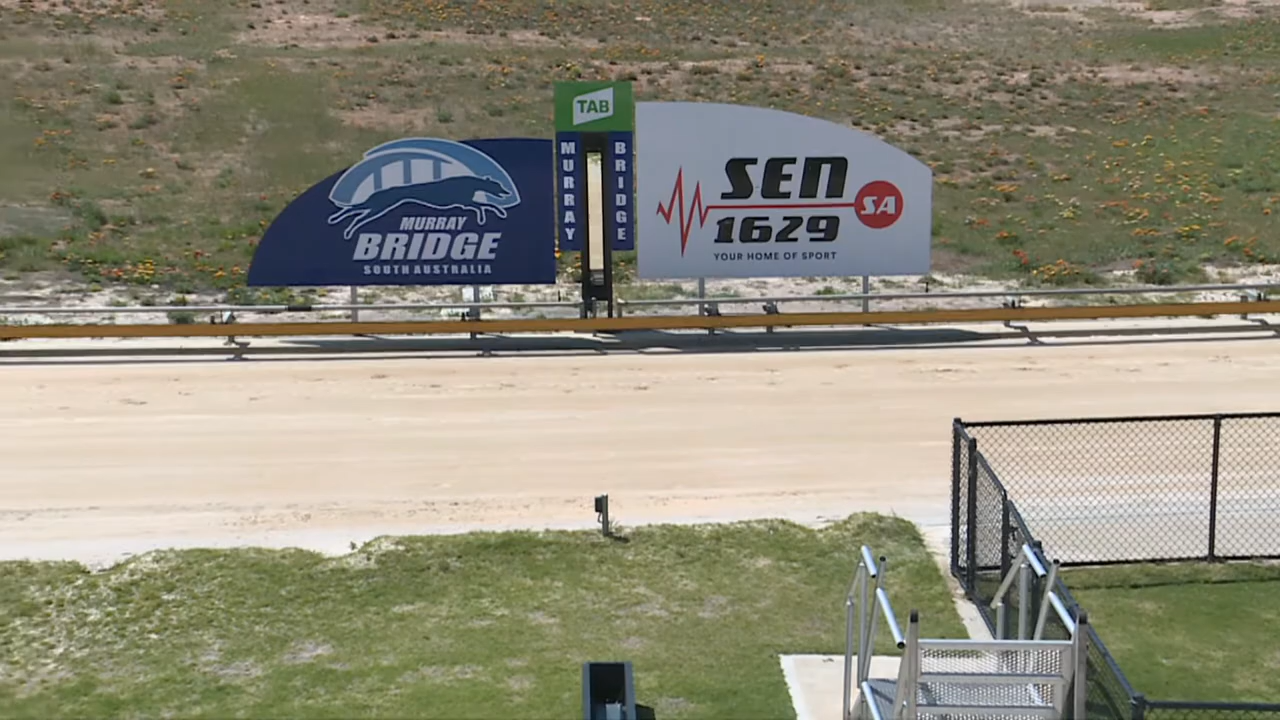 TAB
MURRAY
BRIDGE
MURRAY
BRIDGE
SOUTH AUSTRALIA
SEN
SA
1629
YOUR HOME OF SPORT